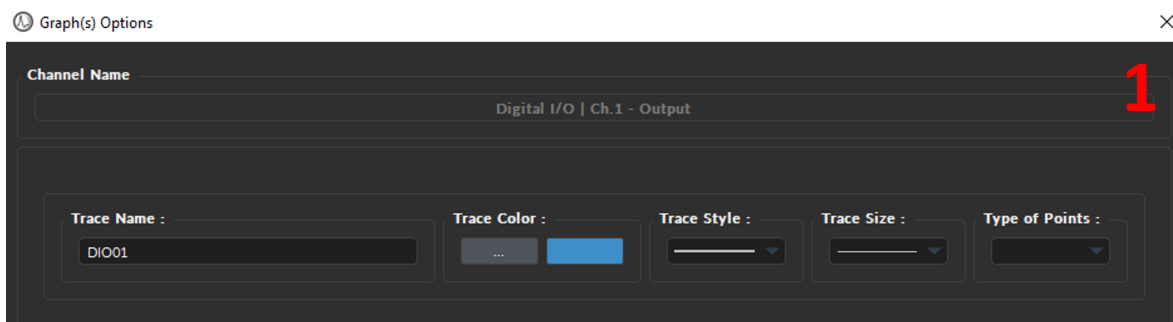 Graph(s) Options
Channel Name
1
Digital I/O | Ch.1 - Output
Trace Name :
Trace Color :
Trace Style :
Trace Size :
Type of Points :
DIO01
...